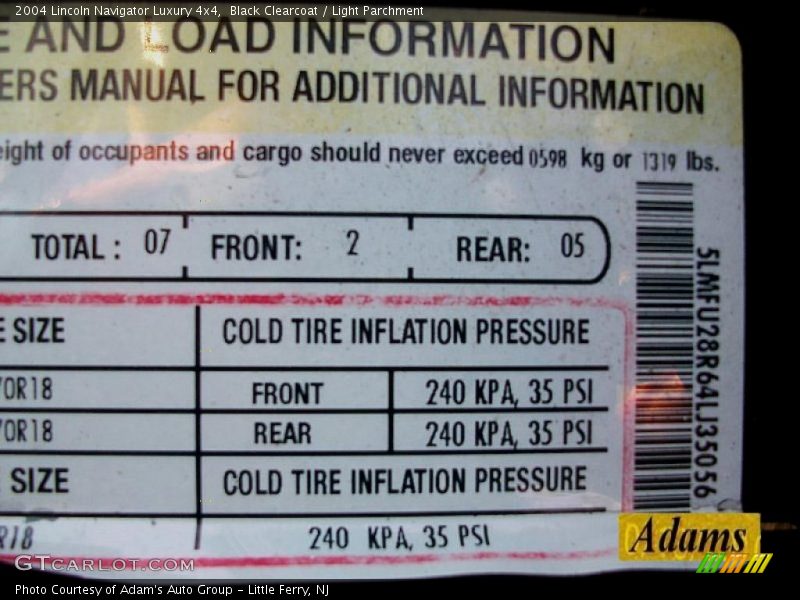 2004 Lincoln Navigator Luxury 4x4, Black Clearcoat / Light Parchment
E AND LOAD INFORMATION
ERS MANUAL FOR ADDITIONAL INFORMATION
eight of occupants and cargo should never exceed 0598 kg or 1319 lbs.
TOTAL : 07 FRONT: 2 REAR: 05
E SIZE COLD TIRE INFLATION PRESSURE
70R18 FRONT 240 KPA, 35 PSI
70R18 REAR 240 KPA, 35 PSI
SIZE COLD TIRE INFLATION PRESSURE
R18 240 KPA, 35 PSI
5LMFU28R64LJ35056
Adams
GTCARLOT.COM
Photo Courtesy of Adam's Auto Group - Little Ferry, NJ